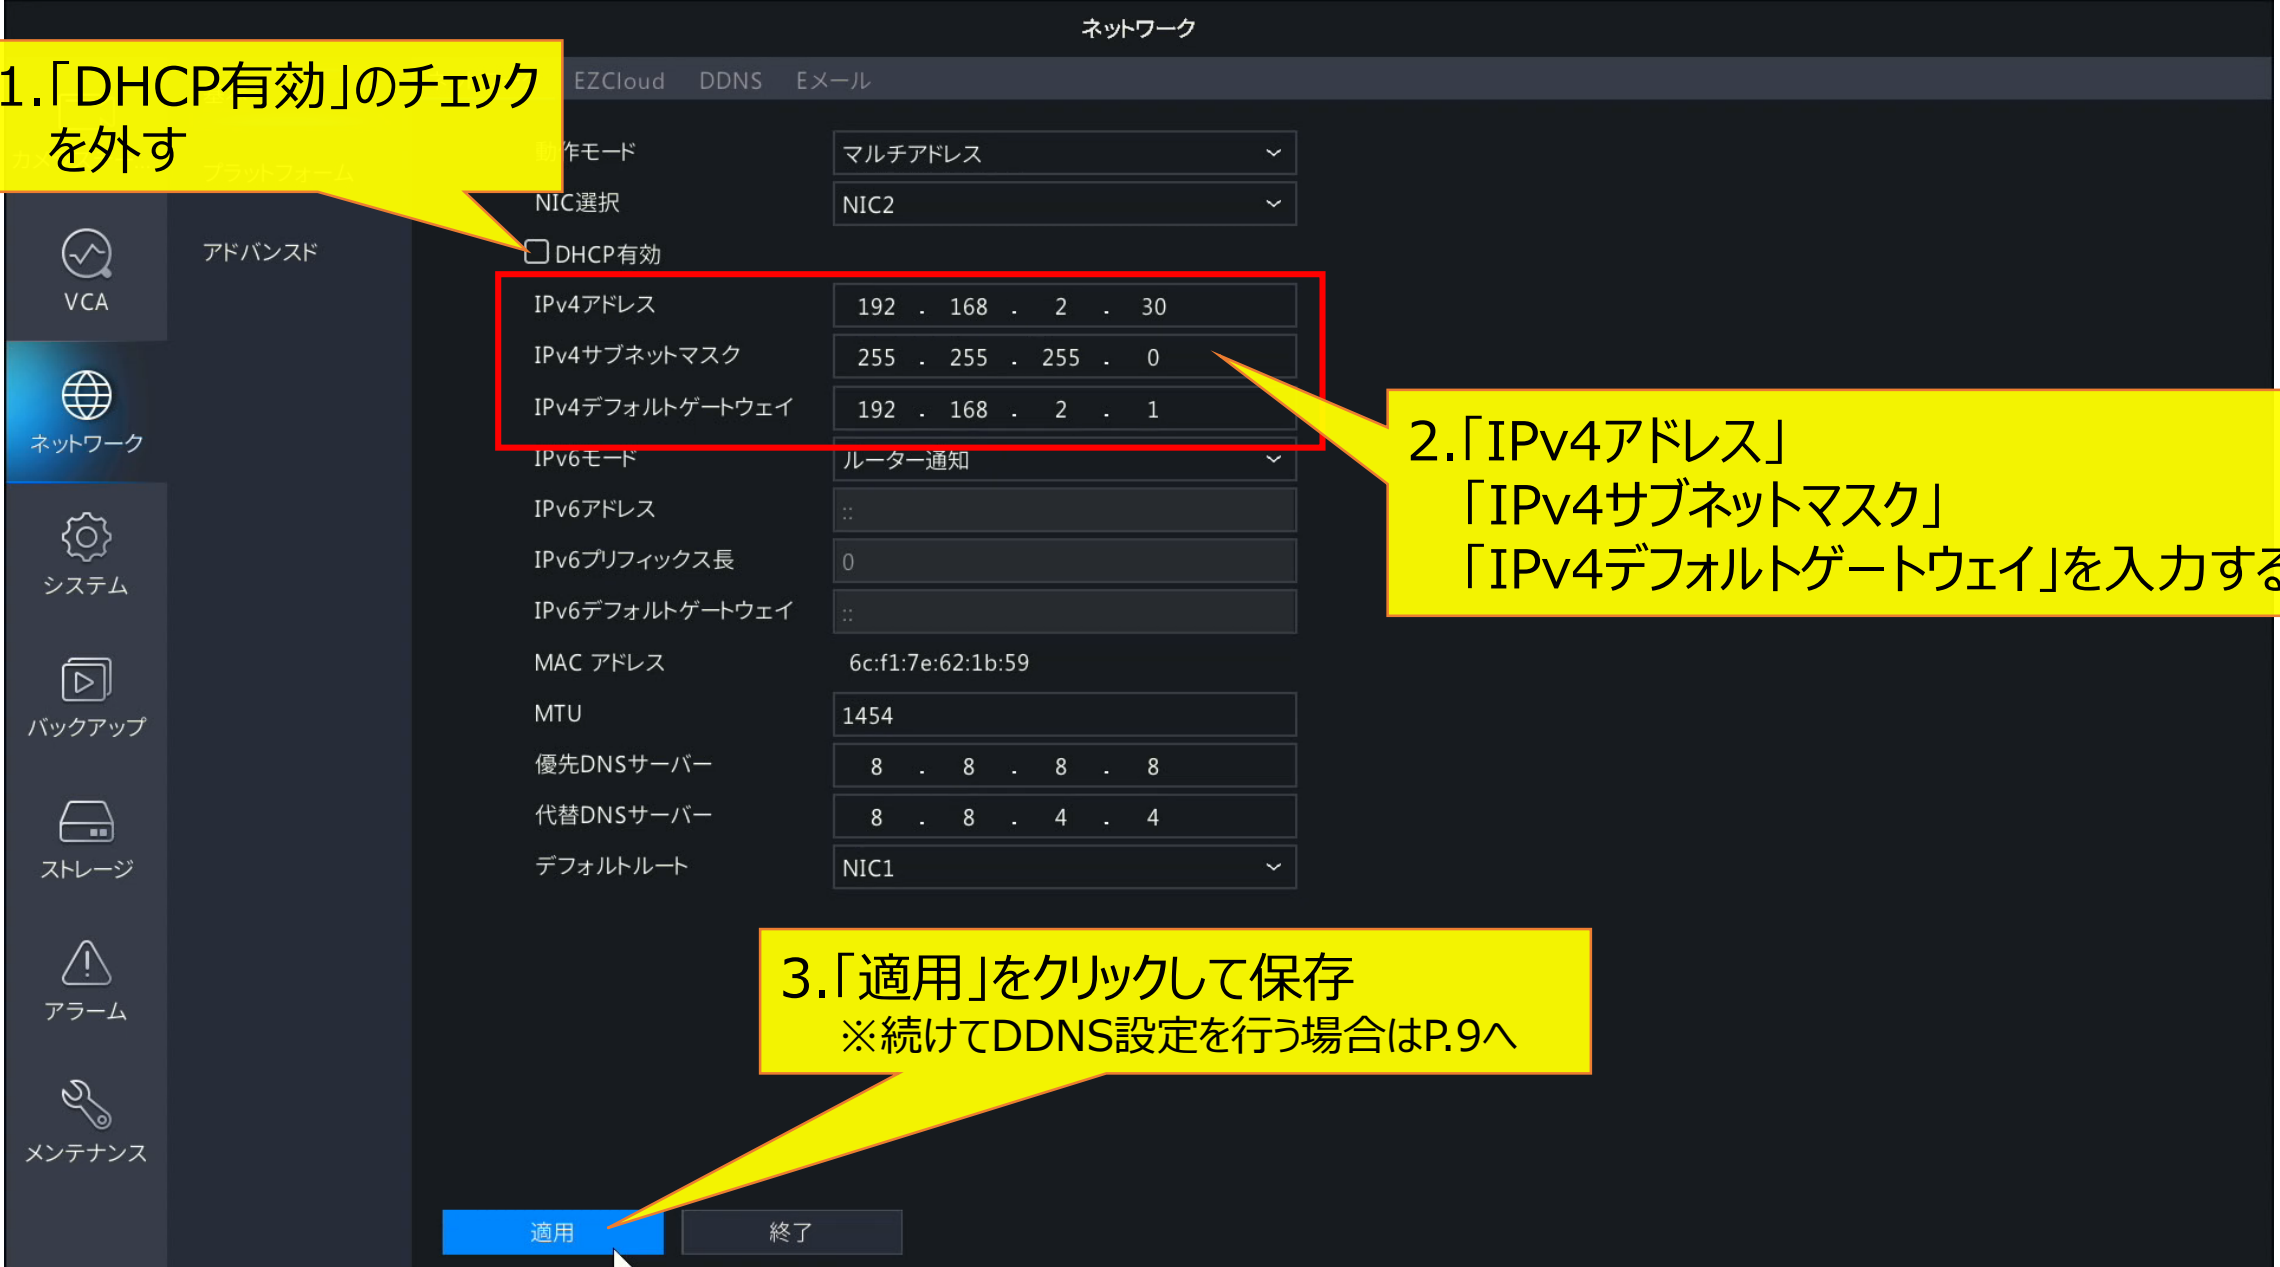 ネットワーク
1.「DHCP有効」のチェック
を外す
EZCloud DDNS Eメール
プラットフォーム
動作モード マルチアドレス
NIC選択 NIC2
アドバンスド
DHCP有効
VCA
IPv4アドレス 192 . 168 . 2 . 30
IPv4サブネットマスク 255 . 255 . 255 . 0
IPv4デフォルトゲートウェイ 192 . 168 . 2 . 1
ネットワーク
2.「IPv4アドレス」
「IPv4サブネットマスク」
「IPv4デフォルトゲートウェイ」を入力する
IPv6モード ルーター通知
IPv6アドレス ::
IPv6プリフィックス長 0
システム
IPv6デフォルトゲートウェイ ::
MAC アドレス 6c:f1:7e:62:1b:59
MTU 1454
バックアップ
優先DNSサーバー 8 . 8 . 8 . 8
代替DNSサーバー 8 . 8 . 4 . 4
デフォルトルート NIC1
ストレージ
3.「適用」をクリックして保存
※続けてDDNS設定を行う場合はP.9へ
アラーム
メンテナンス
適用 終了